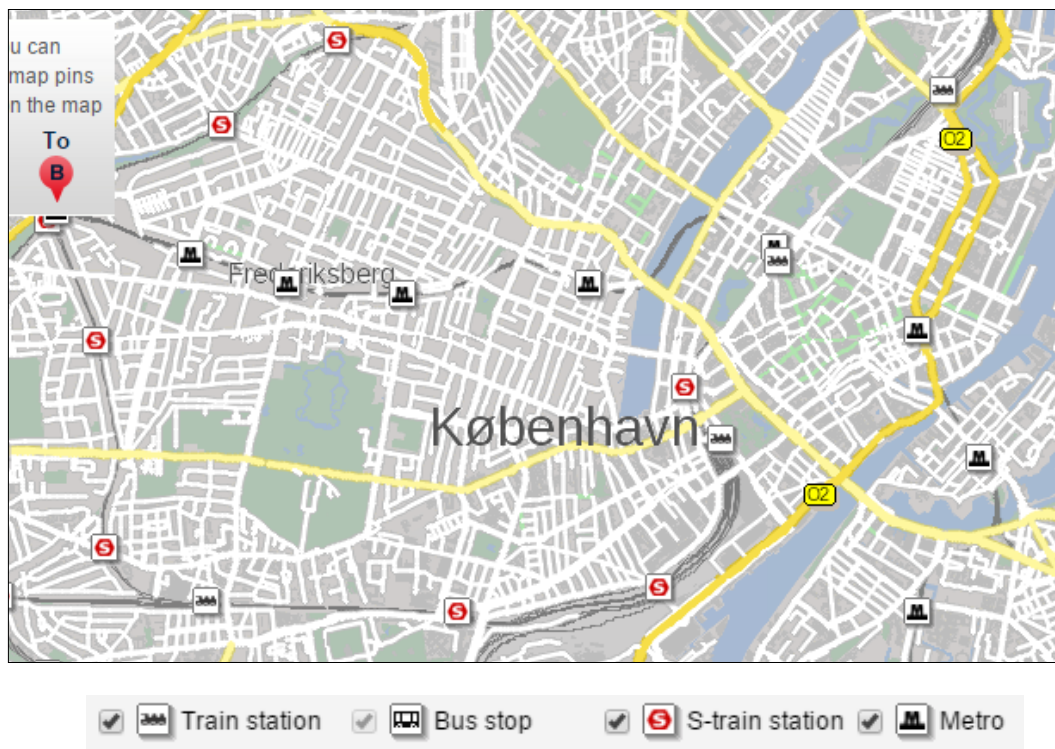 u can
map pins
n the map
To
B
O2
Frederiksberg
København
O2
Train station Bus stop S-train station Metro